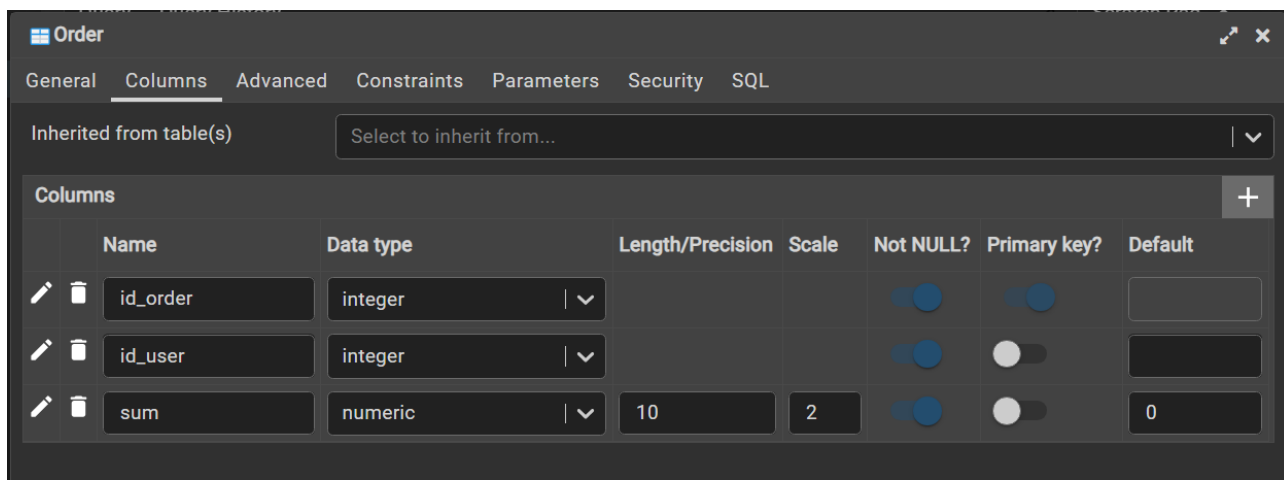 Order
General Columns Advanced Constraints Parameters Security SQL
Inherited from table(s) Select to inherit from...
Columns
Name Data type Length/Precision Scale Not NULL? Primary key? Default
id_order integer
id_user integer
sum numeric 10 2 0